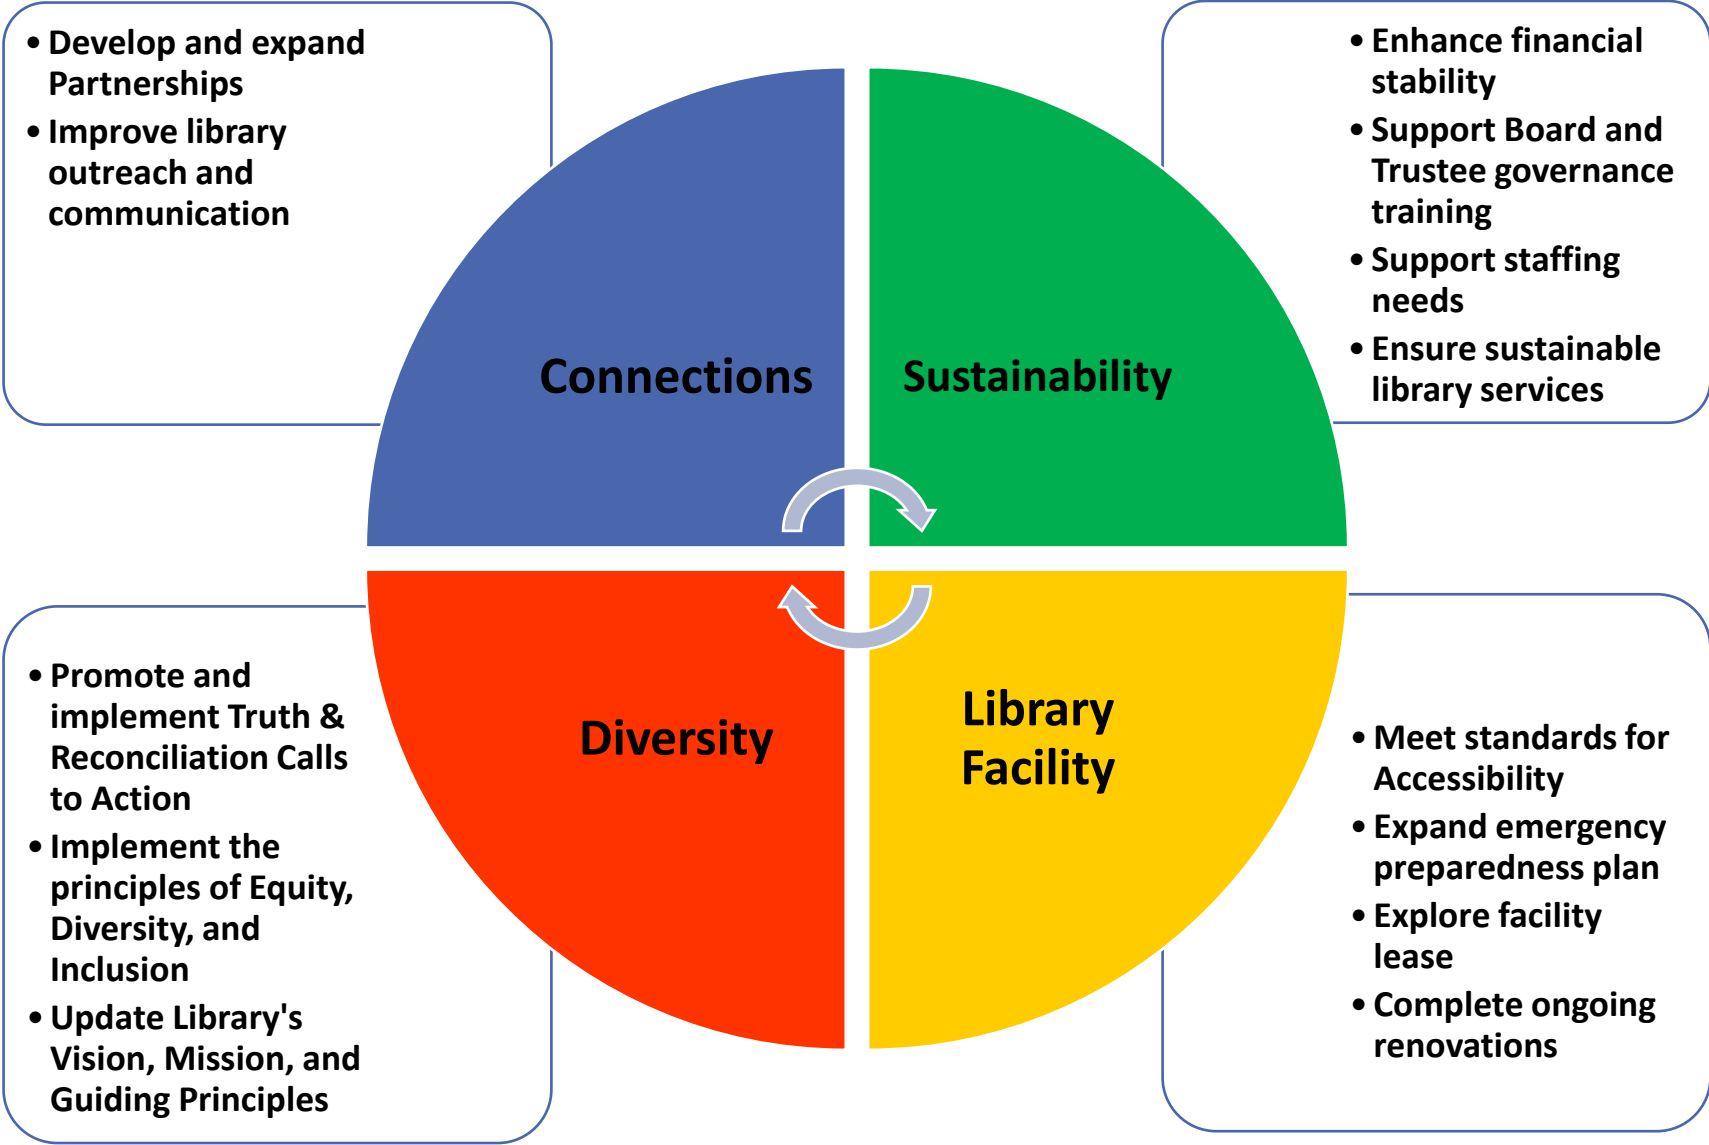 • Develop and expand
Partnerships
• Improve library
outreach and
communication
• Enhance financial
stability
• Support Board and
Trustee governance
training
• Support staffing
needs
• Ensure sustainable
library services
Connections
Sustainability
Diversity
Library
Facility
• Promote and
implement Truth &
Reconciliation Calls
to Action
• Implement the
principles of Equity,
Diversity, and
Inclusion
• Update Library's
Vision, Mission, and
Guiding Principles
• Meet standards for
Accessibility
• Expand emergency
preparedness plan
• Explore facility
lease
• Complete ongoing
renovations